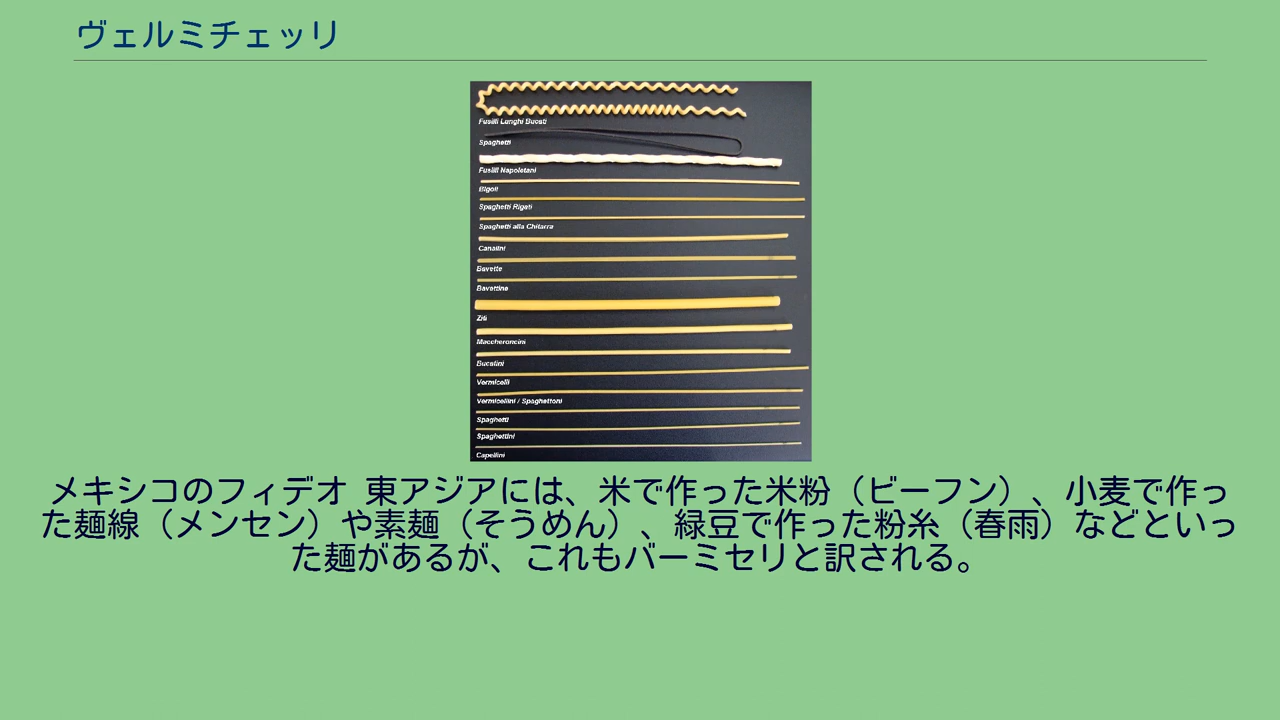 ヴェルミチェッリ
Fusilli Lunghi Bucati
Spaghetti
Fusilli Napoletani
Bigoli
Spaghetti Rigati
Spaghetti alla Chitarra
Canalini
Bavette
Bavettine
Ziti
Maccheroncini
Bucatini
Vermicelli
Vermicellini / Spaghettoni
Spaghetti
Spaghettini
Capellini
メキシコのフィデオ 東アジアには、米で作った米粉（ビーフン）、小麦で作っ
た麺線（メンセン）や素麺（そうめん）、緑豆で作った粉糸（春雨）などといっ
た麺があるが、これもバーミセリと訳される。